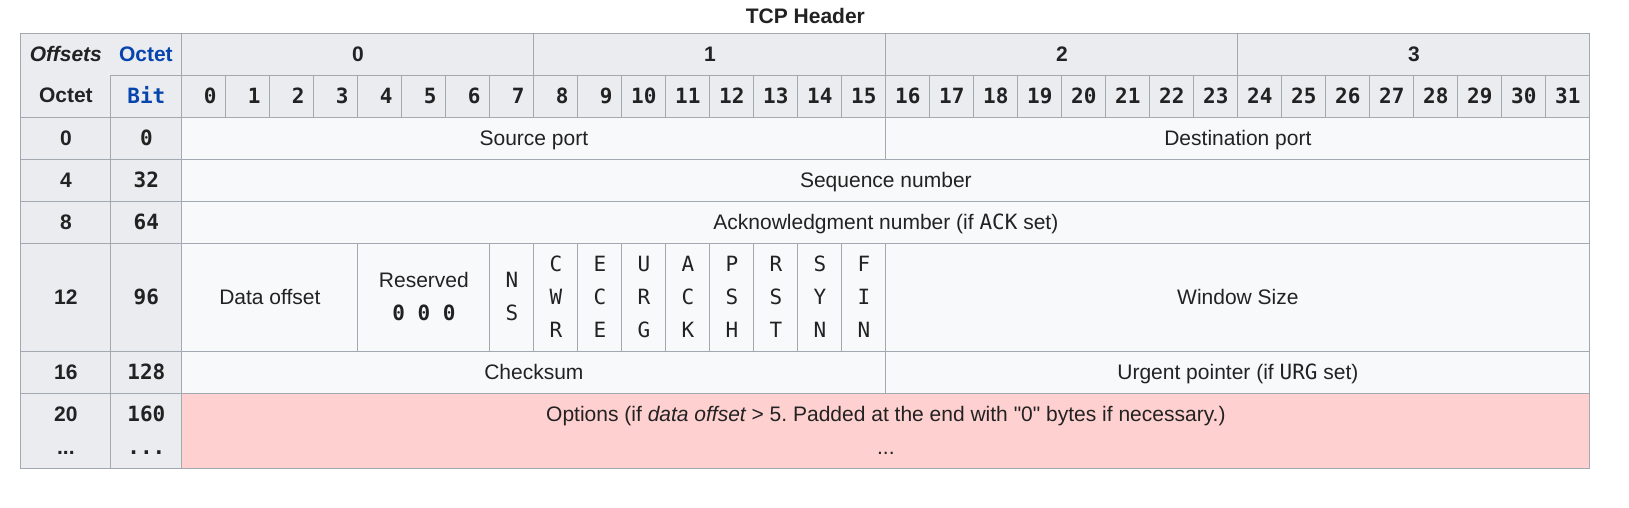 TCP Header
Offsets Octet 0 1 2 3
Octet Bit 0 1 2 3 4 5 6 7 8 9 10 11 12 13 14 15 16 17 18 19 20 21 22 23 24 25 26 27 28 29 30 31
0 0 Source port Destination port
4 32 Sequence number
8 64 Acknowledgment number (if ACK set)
12 96 Data offset Reserved 0 0 0 NS CWR ECE URG ACK PSH RST SYN FIN Window Size
16 128 Checksum Urgent pointer (if URG set)
20 160 Options (if data offset > 5. Padded at the end with "0" bytes if necessary.)
... ... ...